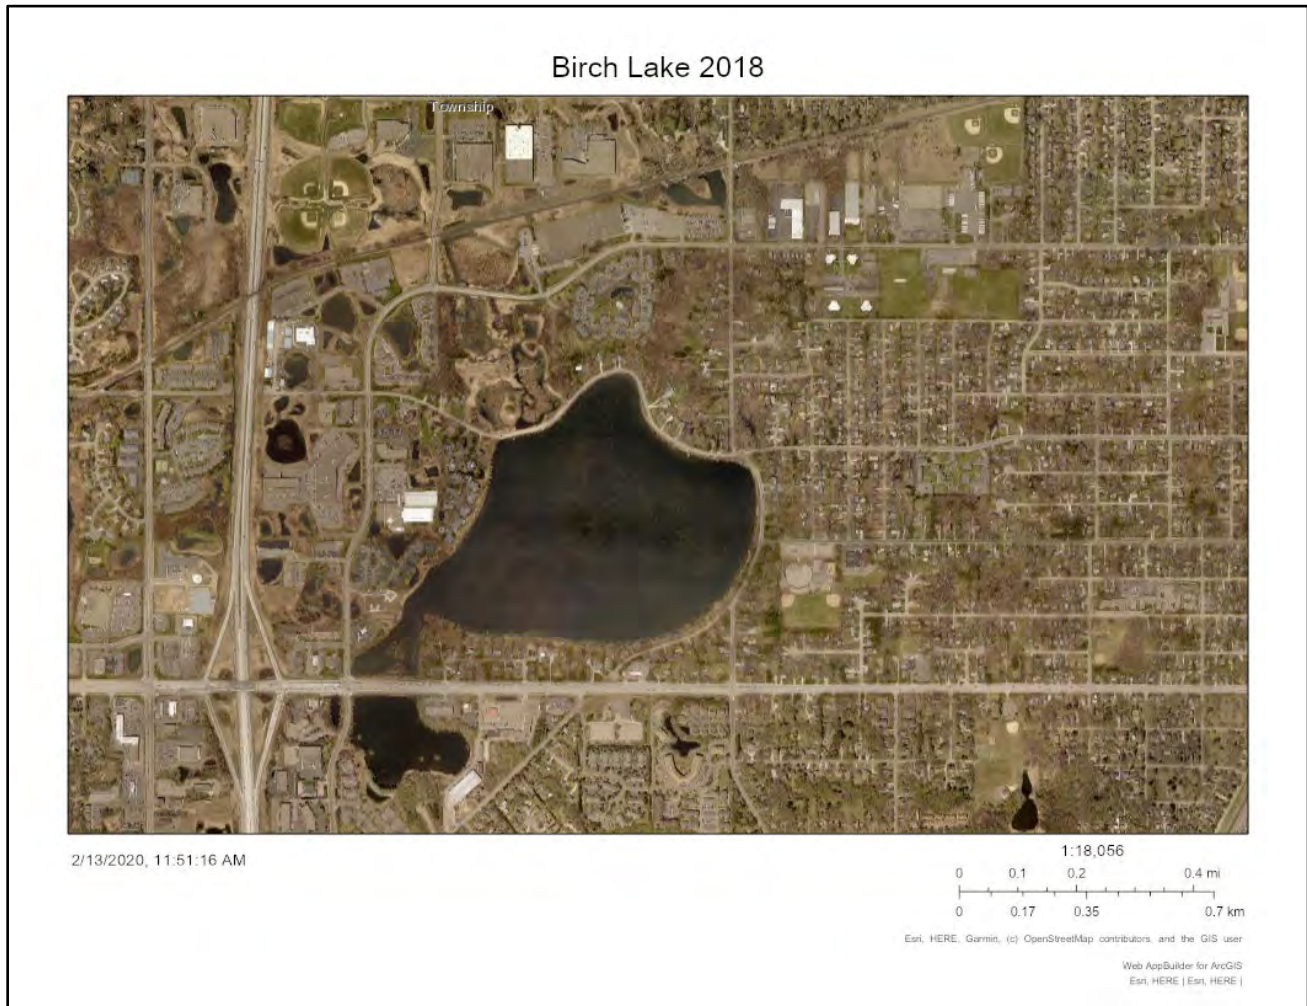 Birch Lake 2018
Township
2/13/2020, 11:51:16 AM
1:18,056
0 0.1 0.2 0.4 mi
0 0.17 0.35 0.7 km
Esri, HERE, Garmin, (c) OpenStreetMap contributors, and the GIS user
Web AppBuilder for ArcGIS
Esri, HERE | Esri, HERE |